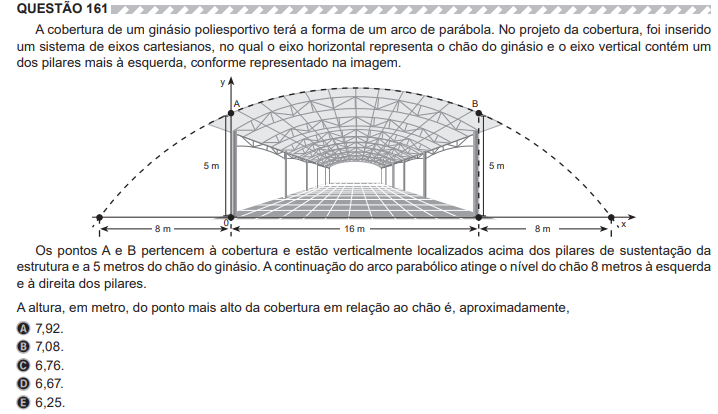 QUESTÃO 161
A cobertura de um ginásio poliesportivo terá a forma de um arco de parábola. No projeto da cobertura, foi inserido
um sistema de eixos cartesianos, no qual o eixo horizontal representa o chão do ginásio e o eixo vertical contém um
dos pilares mais à esquerda, conforme representado na imagem.
y
A
B
5 m
5 m
0
x
8 m
16 m
8 m
Os pontos A e B pertencem à cobertura e estão verticalmente localizados acima dos pilares de sustentação da
estrutura e a 5 metros do chão do ginásio. A continuação do arco parabólico atinge o nível do chão 8 metros à esquerda
e à direita dos pilares.
A altura, em metro, do ponto mais alto da cobertura em relação ao chão é, aproximadamente,
A 7,92.
B 7,08.
C 6,76.
D 6,67.
E 6,25.